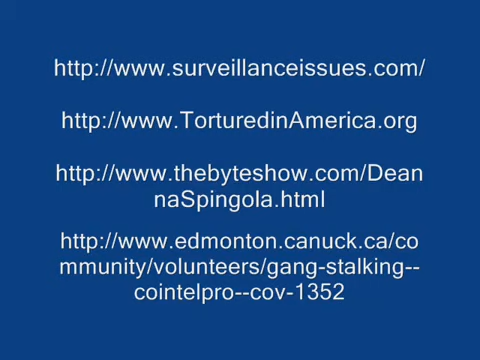 http://www.surveillanceissues.com/
http://www.TorturedinAmerica.org
http://www.thebyteshow.com/Dean
naSpingola.html
http://www.edmonton.canuck.ca/co
mmunity/volunteers/gang-stalking--
cointelpro--cov-1352